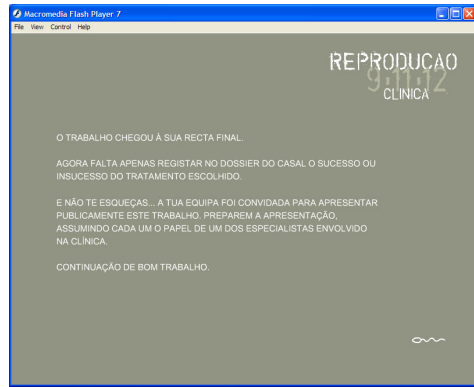 Macromedia Flash Player 7
File View Control Help
REPRODUCAO
9:11:12
CLINICA
O TRABALHO CHEGOU À SUA RECTA FINAL.
AGORA FALTA APENAS REGISTAR NO DOSSIER DO CASAL O SUCESSO OU
INSUCESSO DO TRATAMENTO ESCOLHIDO.
E NÃO TE ESQUEÇAS... A TUA EQUIPA FOI CONVIDADA PARA APRESENTAR
PUBLICAMENTE ESTE TRABALHO. PREPAREM A APRESENTAÇÃO,
ASSUMINDO CADA UM O PAPEL DE UM DOS ESPECIALISTAS ENVOLVIDO
NA CLÍNICA.
CONTINUAÇÃO DE BOM TRABALHO.